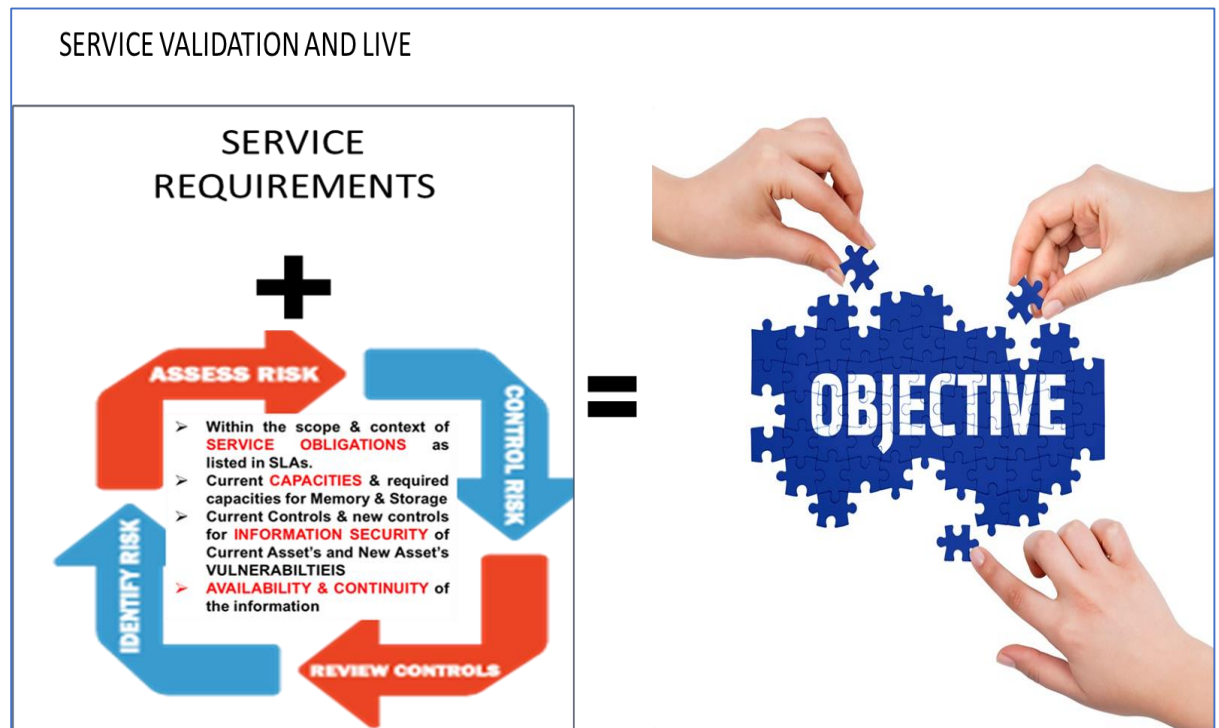 SERVICE VALIDATION AND LIVE
SERVICE
REQUIREMENTS
+
=
ASSESS RISK
CONTROL RISK
➢ Within the scope & context of
SERVICE OBLIGATIONS as
listed in SLAs.
➢ Current CAPACITIES & required
capacities for Memory & Storage
➢ Current Controls & new controls
for INFORMATION SECURITY of
Current Asset's and New Asset's
VULNERABILTIEIS
➢ AVAILABILITY & CONTINUITY of
the information
IDENTIFY RISK
REVIEW CONTROLS
OBJECTIVE